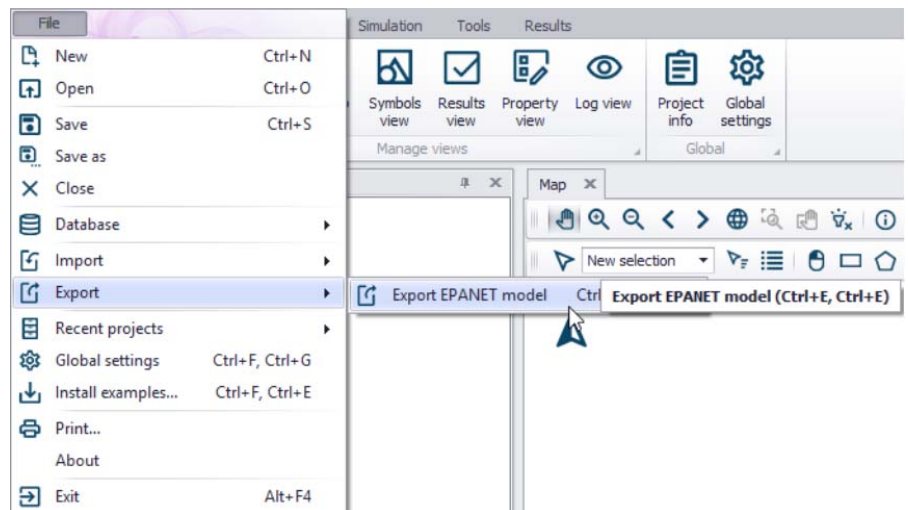 File
Simulation Tools Results
New Ctrl+N
Open Ctrl+O
Save Ctrl+S
Save as
Close
Database
Import
Export
Recent projects
Global settings Ctrl+F, Ctrl+G
Install examples... Ctrl+F, Ctrl+E
Print...
About
Exit Alt+F4
Symbols view
Results view
Property view
Log view
Project info
Global settings
Manage views
Global
Map
New selection
Export EPANET model Ctrl
Export EPANET model (Ctrl+E, Ctrl+E)